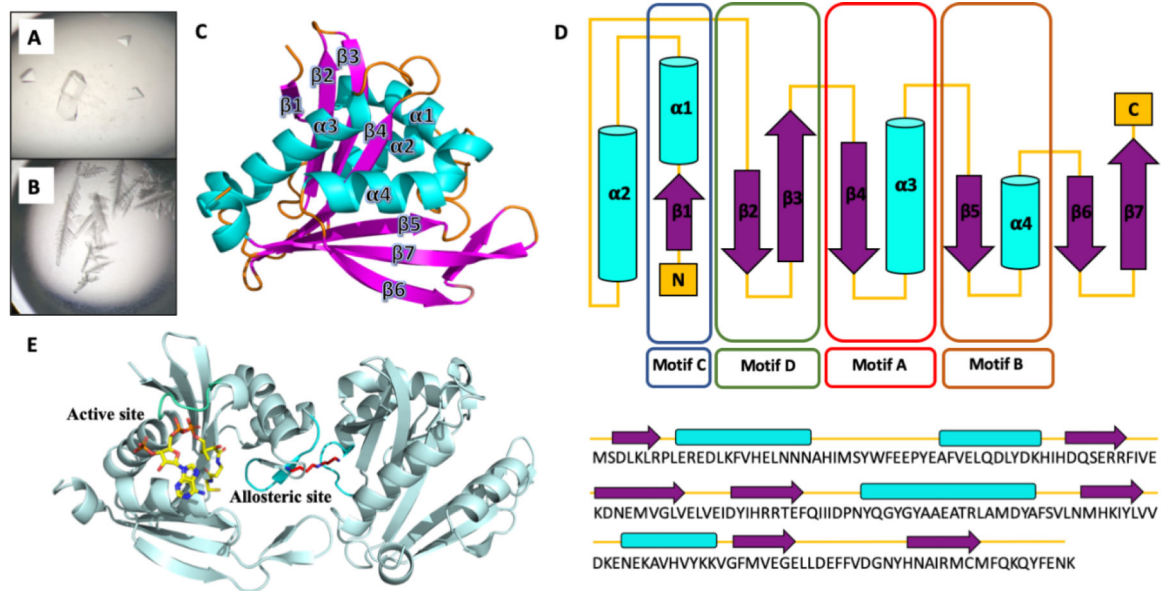 A
B
C
β1
β2
β3
α3
β4
α1
α2
α4
β5
β7
β6
D
α2
α1
β1
N
β2
β3
β4
α3
β5
α4
β6
β7
C
Motif C
Motif D
Motif A
Motif B
E
Active site
Allosteric site
MSDLKLRPLEREDLKFVHELNNNAHIMSYWFEEPYEAFVELQDLYDKHIHDQSERRFIVE
KDNEMVGLVELVEIDYIHRRTEFQIIIDPNYQGYGYAAEATRLAMDYAFSVLNMHKIYLVV
DKENEKAVHVYKKVGFMVEGELLDEFFVDGNYHNAIRMCMFQKQYFENK